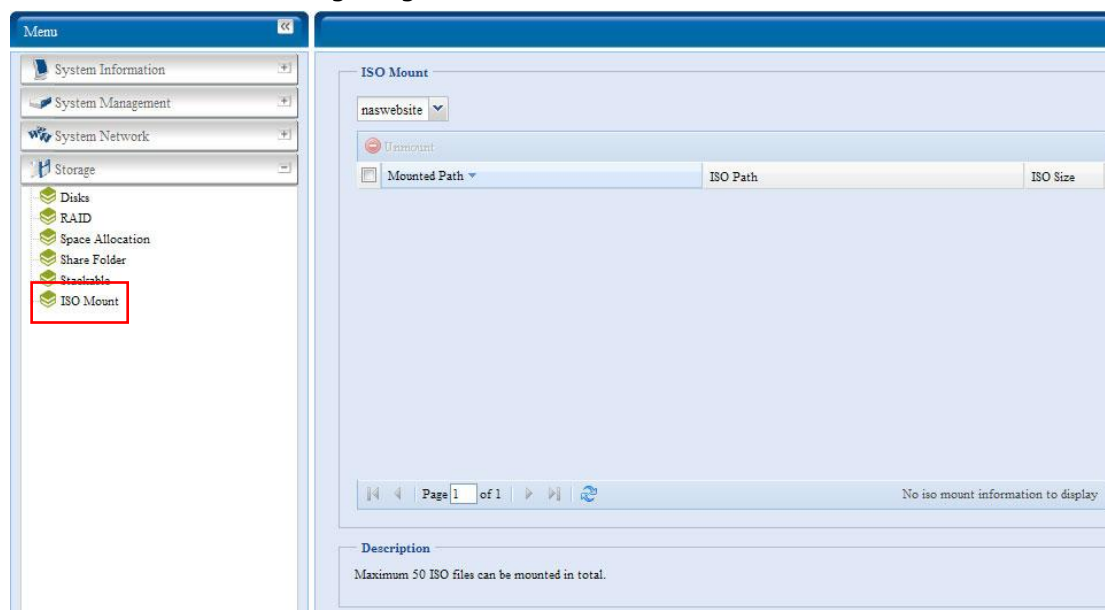 Menu
System Information
System Management
System Network
Storage
Disks
RAID
Space Allocation
Share Folder
Stackable
ISO Mount
ISO Mount
naswebsite
Unmount
Mounted Path ISO Path ISO Size
Page 1 of 1 No iso mount information to display
Description
Maximum 50 ISO files can be mounted in total.